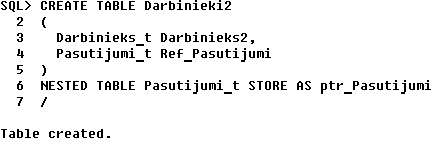 SQL> CREATE TABLE Darbinieki2
2 (
3 Darbinieks_t Darbinieks2,
4 Pasutijumi_t Ref_Pasutijumi
5 )
6 NESTED TABLE Pasutijumi_t STORE AS ptr_Pasutijumi
7 /
Table created.